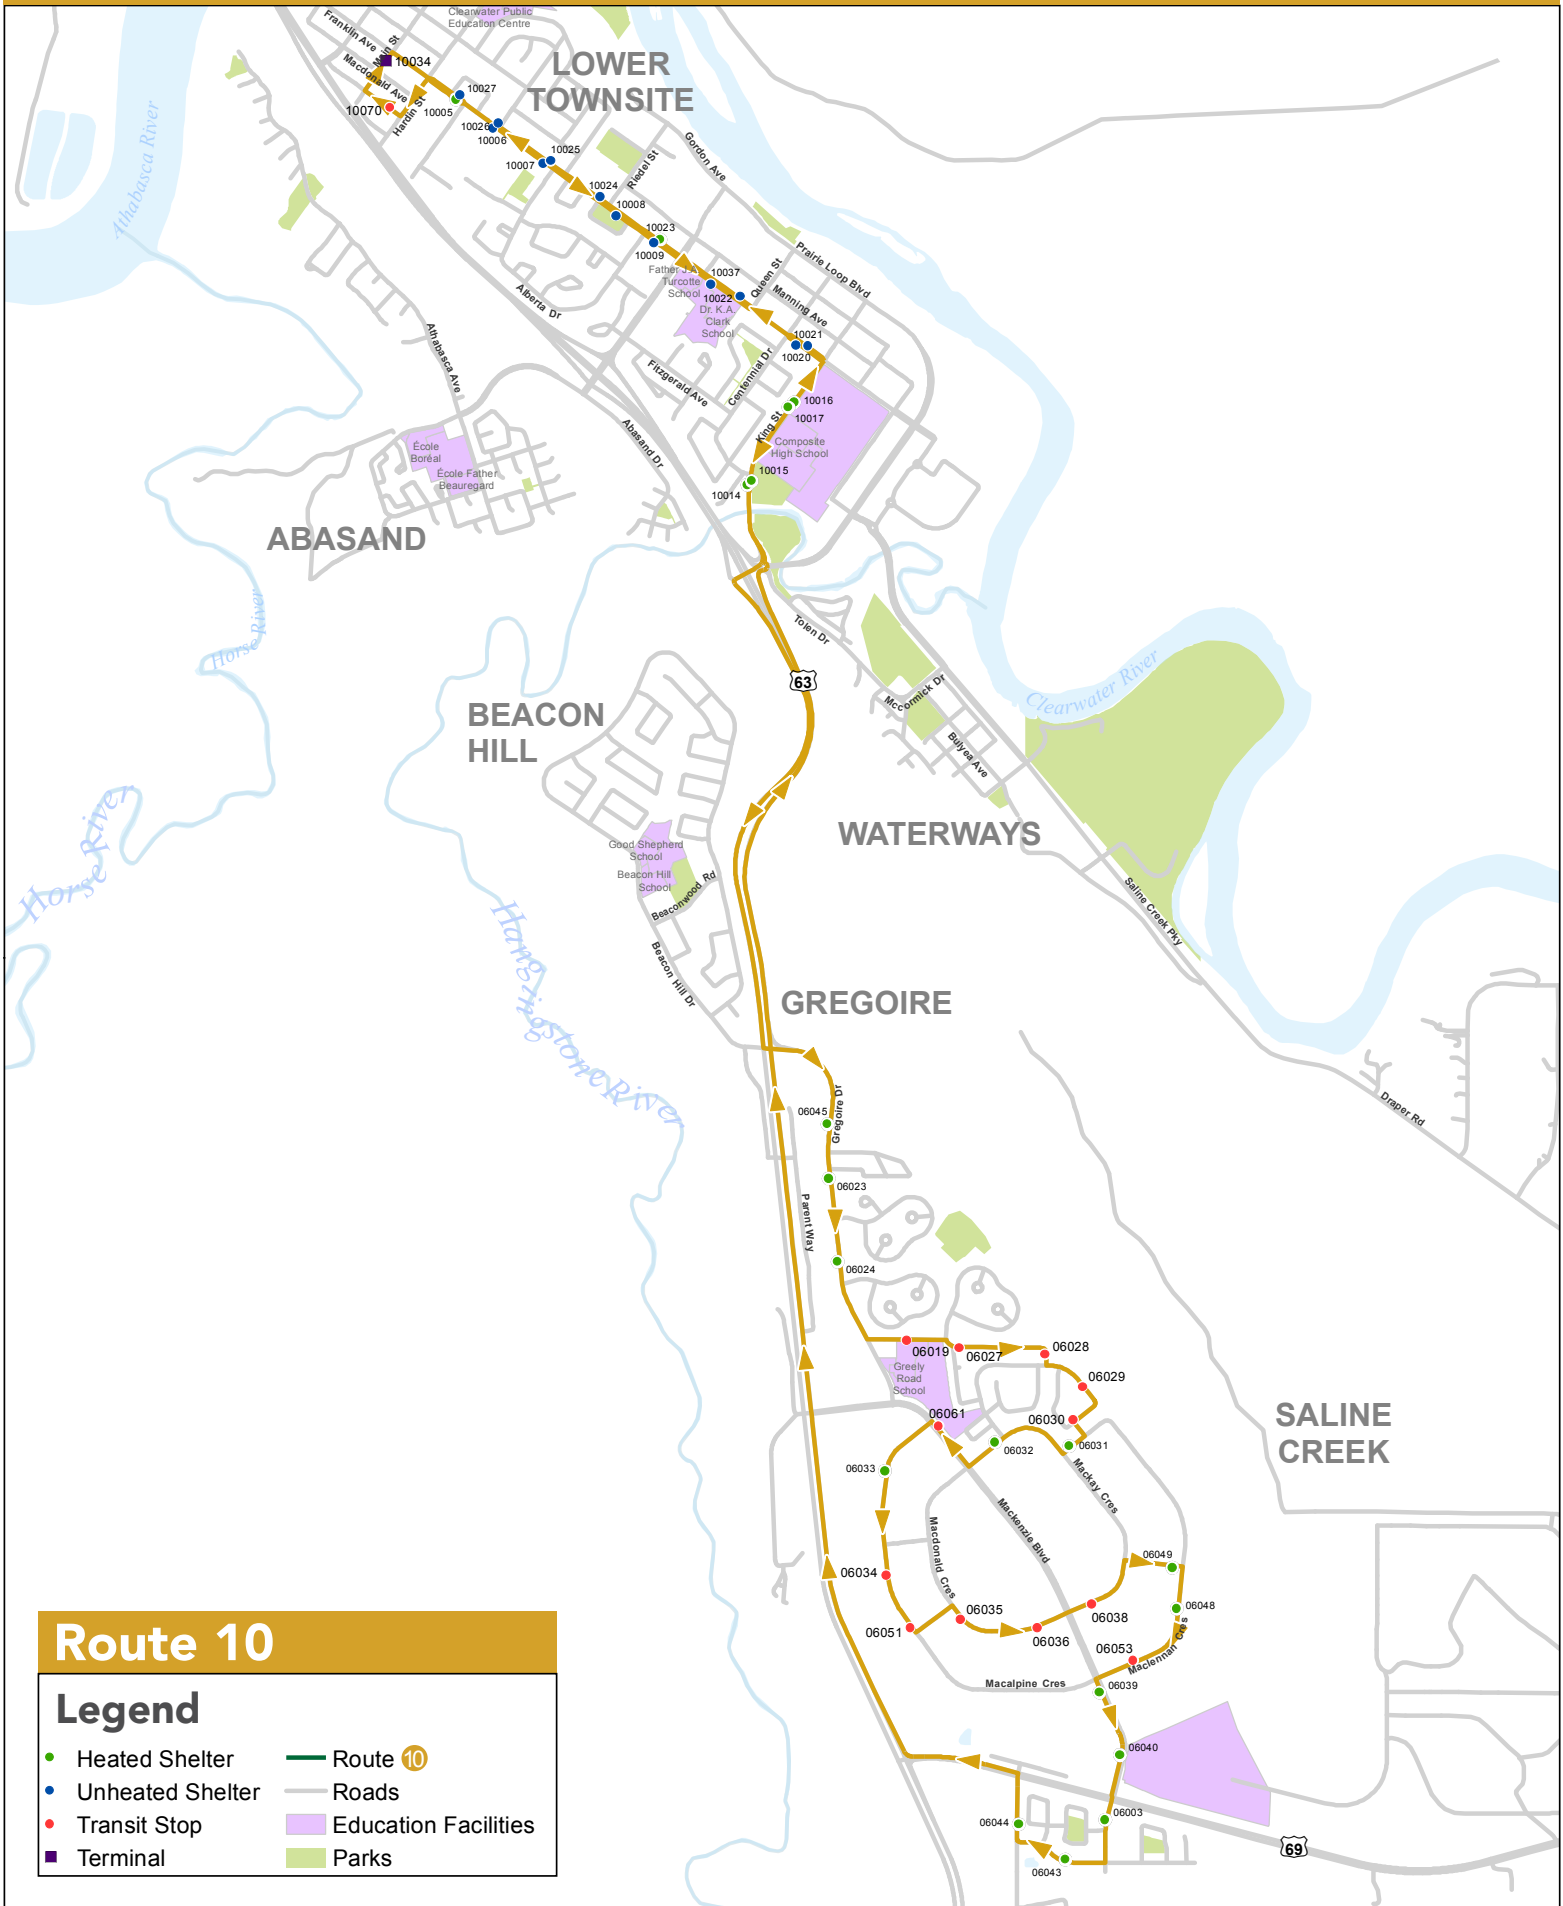 Clearwater Public
Education Centre
Franklin Ave
Main St
LOWER
TOWNSITE
10034
Macdonald Ave
10070
Hardin St
10005
10027
10026
10006
10007
10025
10024
10008
Riedel St
Gordon Ave
10023
10009
Father J.A.
Turcotte
School
10037
10022
Queen St
Prairie Loop Blvd
Manning Ave
Dr. K.A.
Clark
School
10021
10020
Athabasca River
Alberta Dr
Athabasca Ave
Fitzgerald Ave
Centennial Dr
Abasand Dr
King St
10016
10017
Composite
High School
10015
10014
École
Boréal
École Father
Beauregard
ABASAND
Horse River
Tolen Dr
63
Mccormick Dr
Bulyea Ave
Clearwater River
BEACON
HILL
WATERWAYS
Horse River
Good Shepherd
School
Beacon Hill
School
Beaconwood Rd
Beacon Hill Dr
Saline Creek Pky
Hangingstone River
GREGOIRE
Draper Rd
06045
Gregoire Dr
06023
Parent Way
06024
06019
06027
06028
Greely
Road
School
06029
06061
06030
06031
06032
06033
SALINE
CREEK
Mackay Cres
Mackenzie Blvd
Macdonald Cres
06049
06034
06048
06035
06038
06051
06036
06053
Maclennan Cres
Macalpine Cres
06039
06040
06003
06044
06043
69
Route 10
Legend
Heated Shelter
Route 10
Unheated Shelter
Roads
Transit Stop
Education Facilities
Terminal
Parks